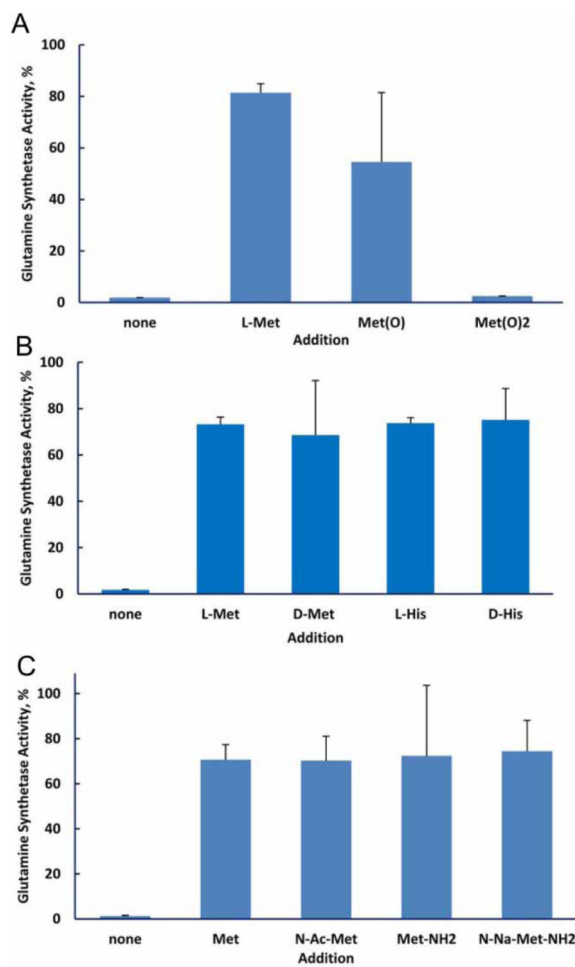 A
Glutamine Synthetase Activity, %
100
80
60
40
20
0
none L-Met Met(O) Met(O)2
Addition
B
Glutamine Synthetase Activity, %
100
80
60
40
20
0
none L-Met D-Met L-His D-His
Addition
C
Glutamine Synthetase Activity, %
100
80
60
40
20
0
none Met N-Ac-Met Met-NH2 N-Na-Met-NH2
Addition